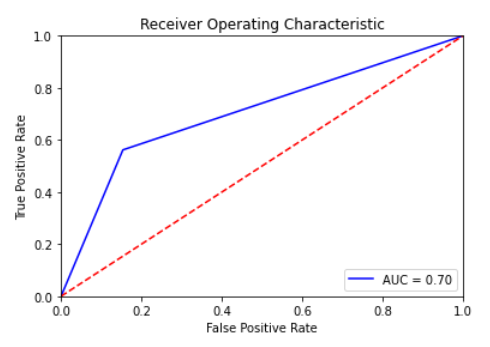 Receiver Operating Characteristic
1.0
0.8
0.6
0.4
0.2
0.0
True Positive Rate
AUC = 0.70
0.0 0.2 0.4 0.6 0.8 1.0
False Positive Rate